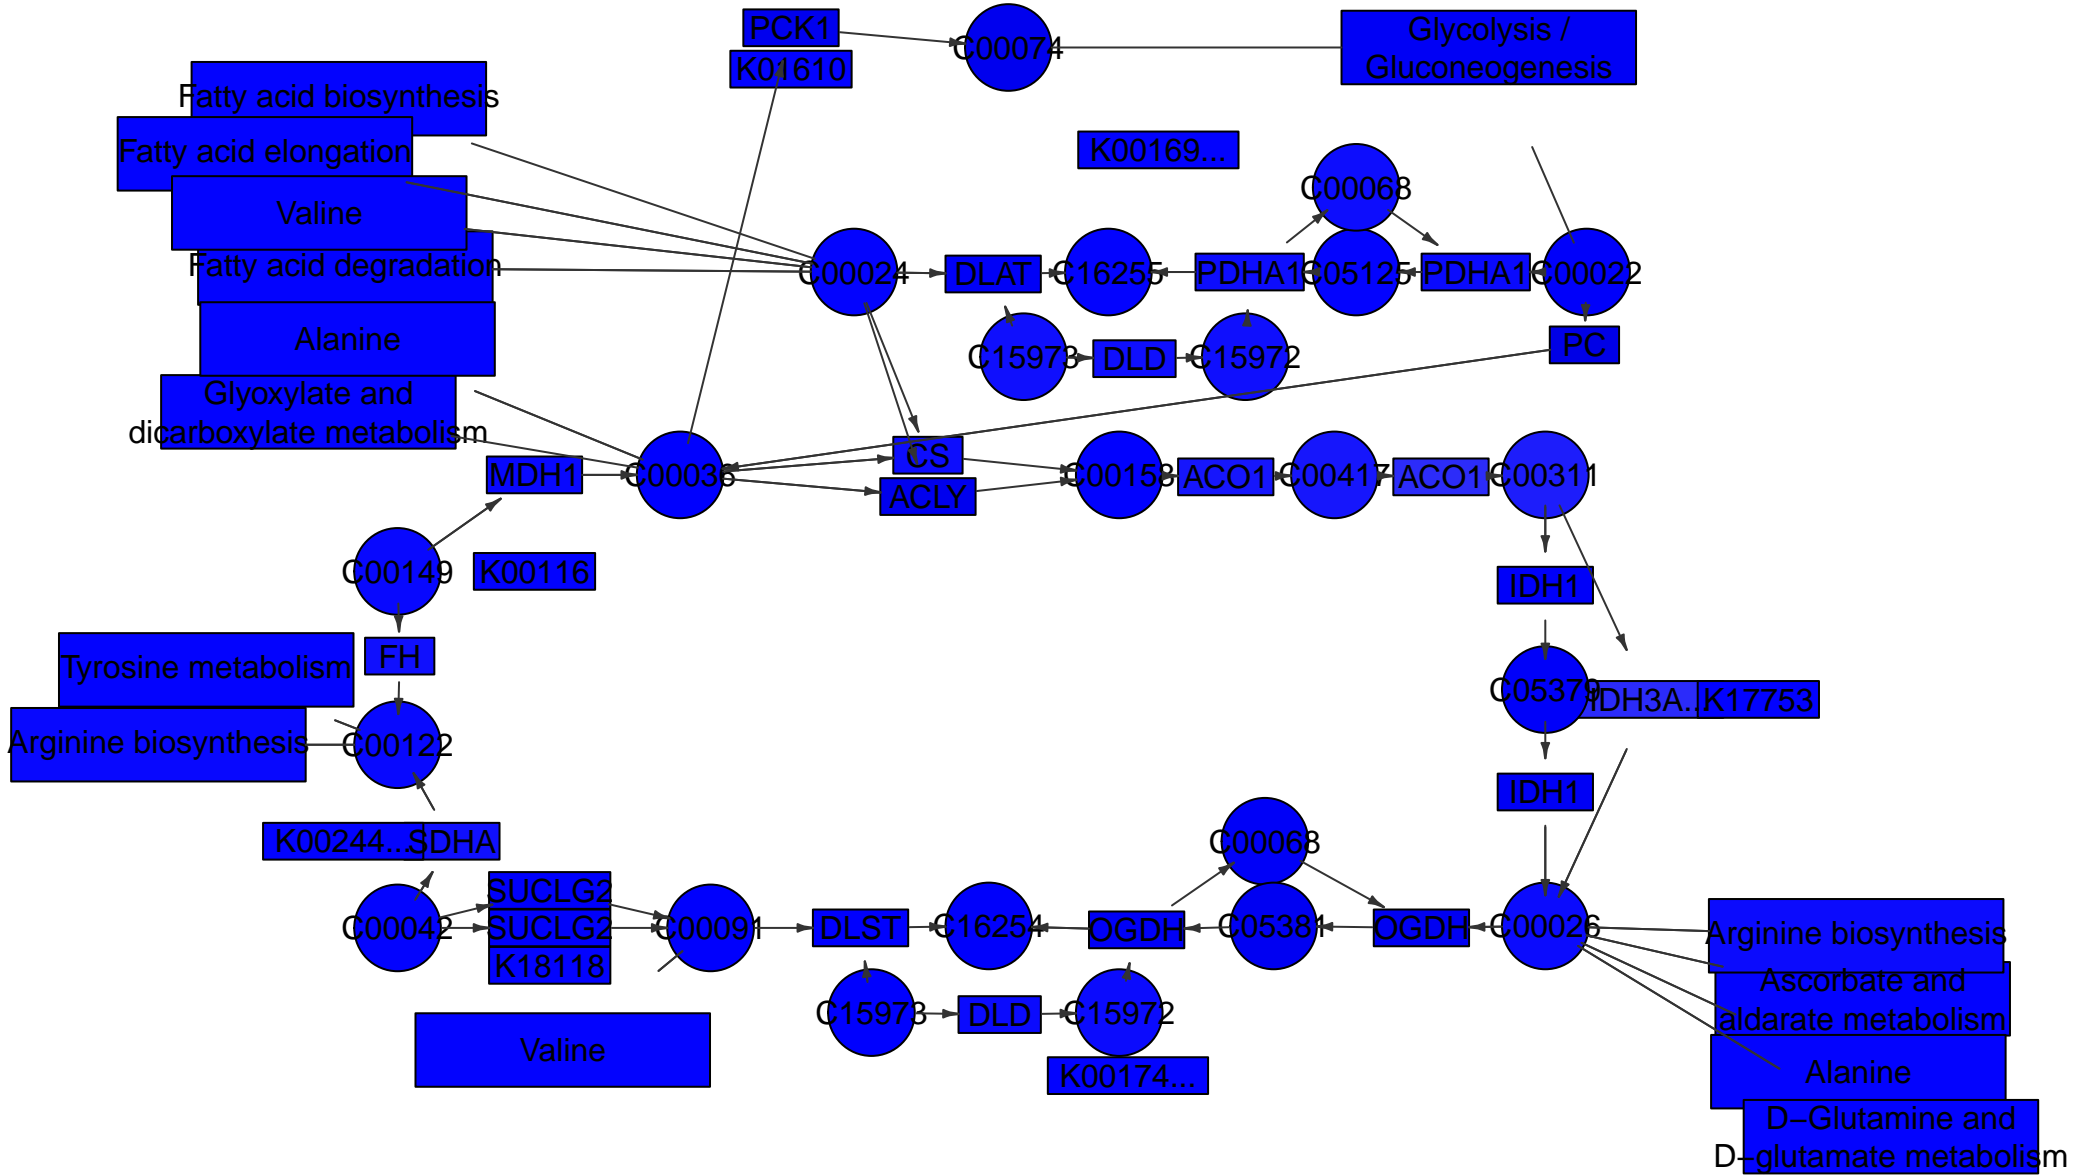 PCK1
C00074
Glycolysis /
Gluconeogenesis
K01610
Fatty acid biosynthesis
Fatty acid elongation
K00169...
C00068
Valine
Fatty acid degradation
C00024
DLAT
C16255
PDHA1
C05125
PDHA1
C00022
Alanine
C15973
DLD
C15972
PC
Glyoxylate and
dicarboxylate metabolism
MDH1
C00036
CS
ACLY
C00158
ACO1
C00417
ACO1
C00311
C00149
K00116
IDH1
FH
Tyrosine metabolism
C05379
IDH3A...
K17753
Arginine biosynthesis
C00122
IDH1
K00244...
SDHA
C00068
SUCLG2
C00042
SUCLG2
C00091
DLST
C16254
OGDH
C05381
OGDH
C00026
Arginine biosynthesis
K18118
Ascorbate and
aldarate metabolism
C15973
DLD
C15972
Valine
K00174...
Alanine
D−Glutamine and
D−glutamate metabolism